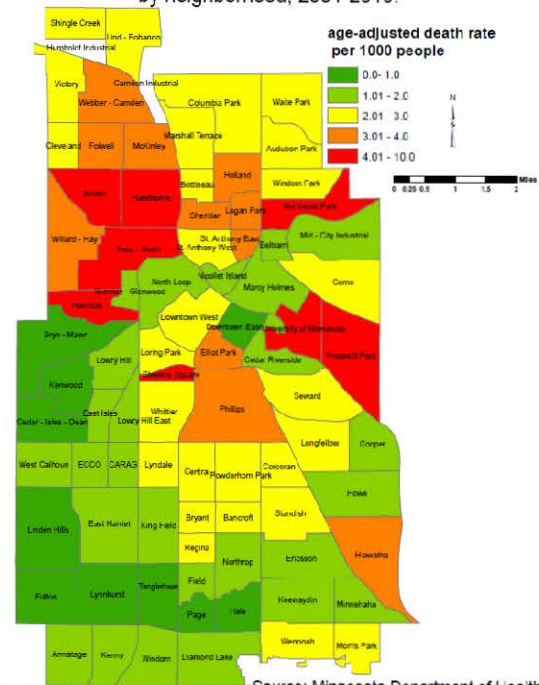 by neighborhood, 2001-2010.
age-adjusted death rate
per 1000 people
0.0- 1.0
1.01 - 2.0
2.01 3.0
3.01 - 4.0
4.01 - 10.0
N
Miles
0 0.25 0.5 1 1.5 2
Shingle Creek
Lind - Bohanon
Humboldt Industrial
Victory
Camden Industrial
Webber - Camden
Columbia Park
Waite Park
Marshall Terrace
Cleveland
Folwell
McKinley
Audubon Park
Holland
Bottineau
Windom Park
Jordan
Hawthorne
Logan Park
Northeast Park
Sheridan
Willard - Hay
Near - North
St. Anthony East
St. Anthony West
Beltrami
Mid - City Industrial
Nicollet Island
North Loop
Marcy Holmes
Como
Sumner
Glenwood
Harrison
Downtown West
Downtown East
University of Minnesota
Bryn - Mawr
Loring Park
Elliot Park
Cedar Riverside
Prospect Park
Lowry Hill
Stevens Square
Kenwood
Seward
Cedar - Isles - Dean
East Isles
Lowry Hill East
Whittier
Phillips
Longfellow
Cooper
West Calhoun
ECCO
CARAG
Lyndale
Central
Powderhorn Park
Corcoran
Howe
Linden Hills
East Harriet
King Field
Bryant
Bancroft
Standish
Regina
Hiawatha
Northrop
Ericsson
Field
Fulton
Lynnhurst
Tangletown
Page
Hale
Keewaydin
Minnehaha
Wenonah
Morris Park
Armatage
Kenny
Windom
Diamond Lake
Source: Minnesota Department of Health